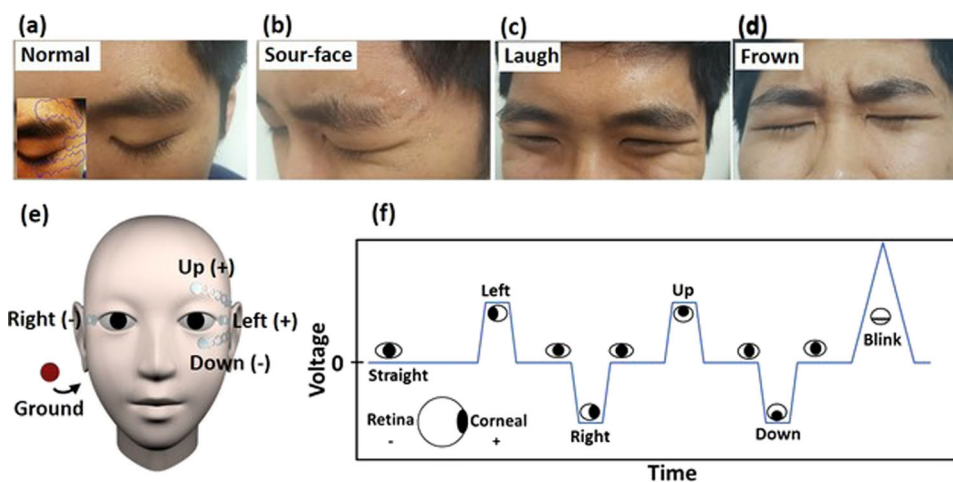 (a)
Normal
(b)
Sour-face
(c)
Laugh
(d)
Frown
(e)
Up (+)
Right (-)
Left (+)
Down (-)
Ground
(f)
Voltage
0
Straight
Left
Right
Up
Down
Blink
Retina
-
Corneal
+
Time